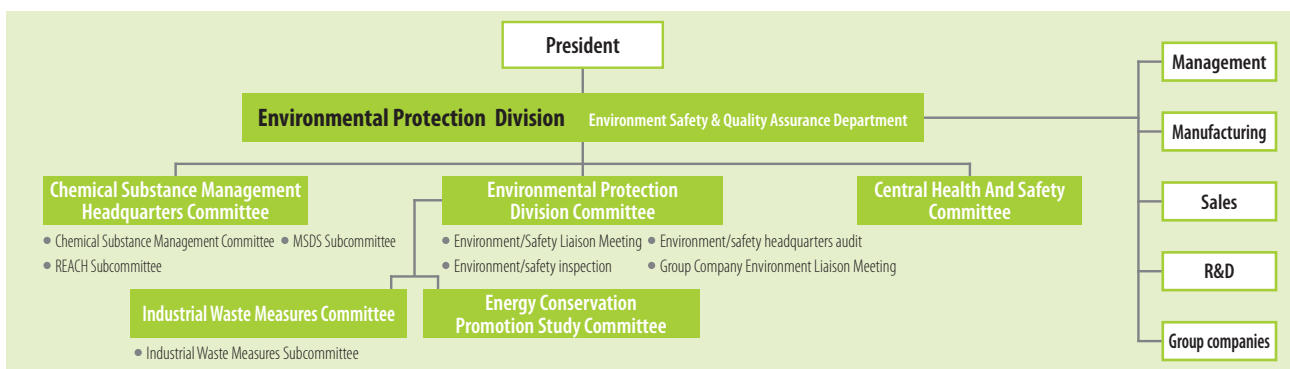 President
Environmental Protection Division Environment Safety & Quality Assurance Department
Chemical Substance Management
Headquarters Committee
• Chemical Substance Management Committee • MSDS Subcommittee
• REACH Subcommittee
Environmental Protection
Division Committee
• Environment/Safety Liaison Meeting • Environment/safety headquarters audit
• Environment/safety inspection • Group Company Environment Liaison Meeting
Central Health And Safety
Committee
Industrial Waste Measures Committee
• Industrial Waste Measures Subcommittee
Energy Conservation
Promotion Study Committee
Management
Manufacturing
Sales
R&D
Group companies